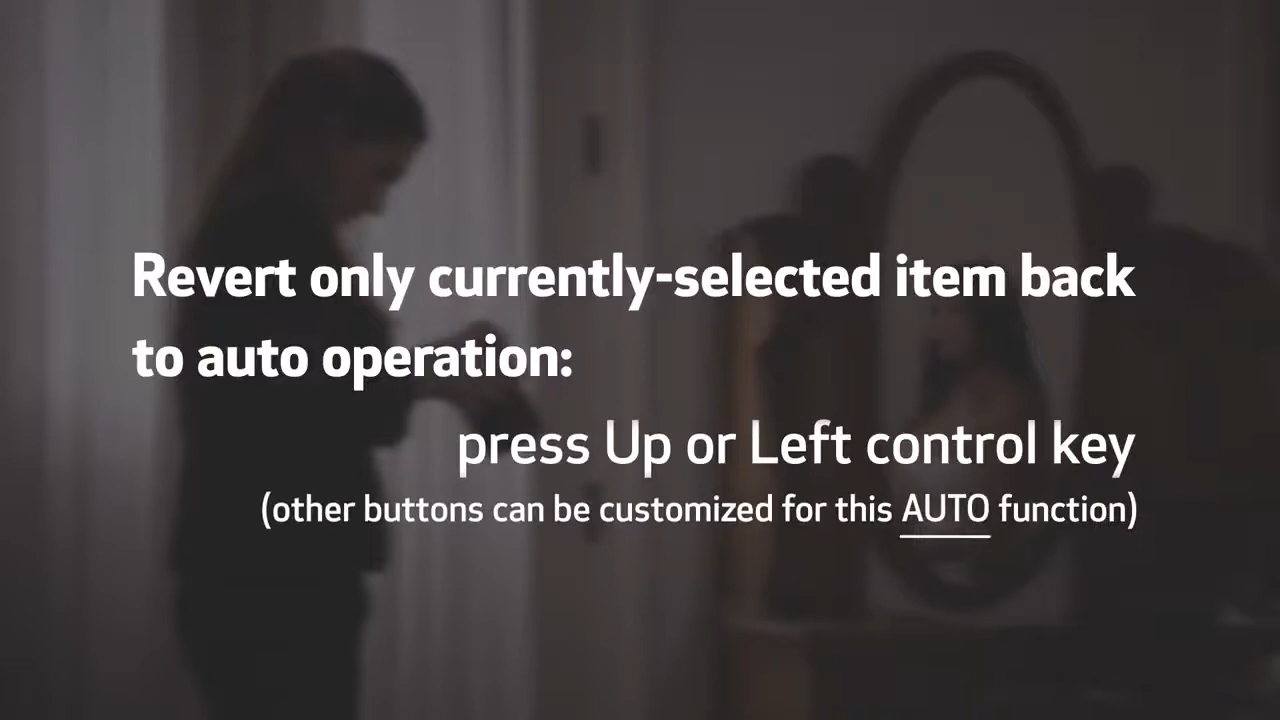 Revert only currently-selected item back
to auto operation:
press Up or Left control key
(other buttons can be customized for this AUTO function)